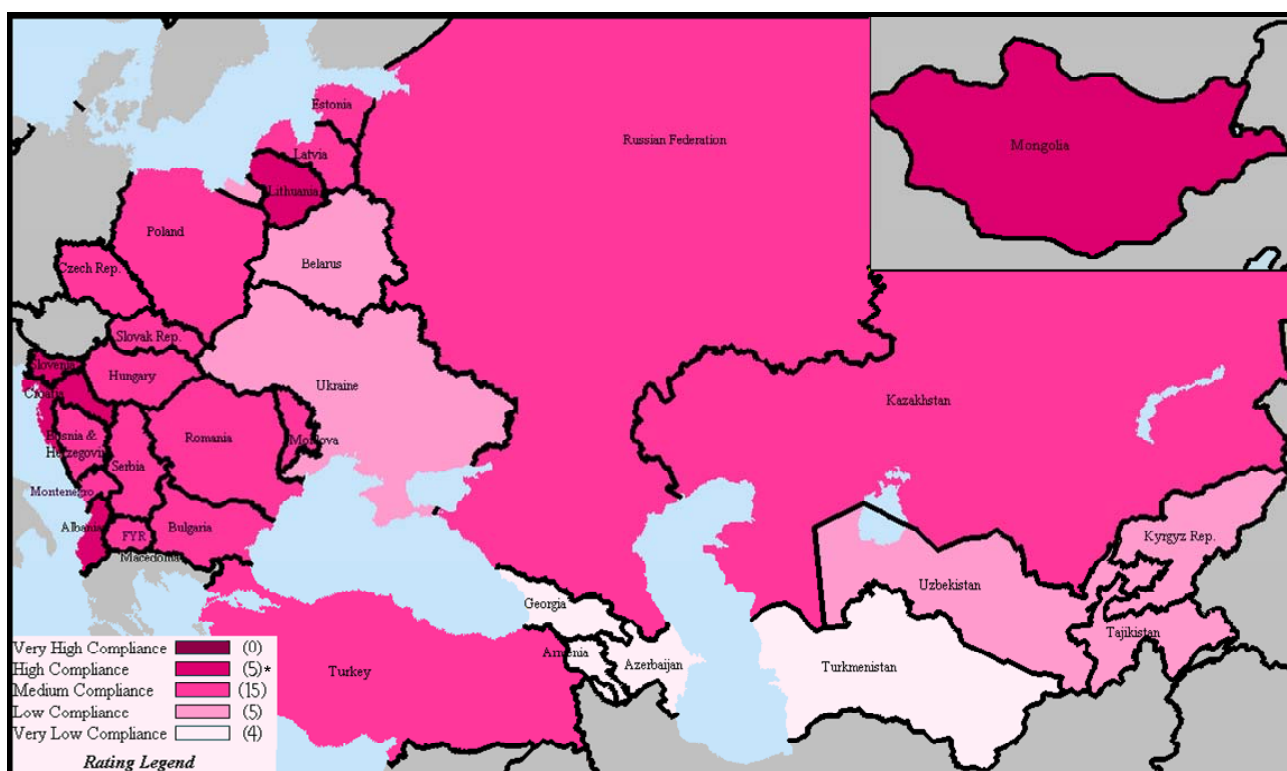 Estonia
Russian Federation
Mongolia
Latvia
Lithuania
Poland
Belarus
Czech Rep.
Slovak Rep.
Slovenia
Hungary
Ukraine
Kazakhstan
Croatia
Bosnia &
Herzegovin
Romania
Moldova
Serbia
Montenegro
Albania
FYR
Macedonia
Bulgaria
Kyrgyz Rep.
Uzbekistan
Tajikistan
Georgia
Armenia
Azerbaijan
Turkmenistan
Turkey
Very High Compliance (0)
High Compliance (5)*
Medium Compliance (15)
Low Compliance (5)
Very Low Compliance (4)
Rating Legend